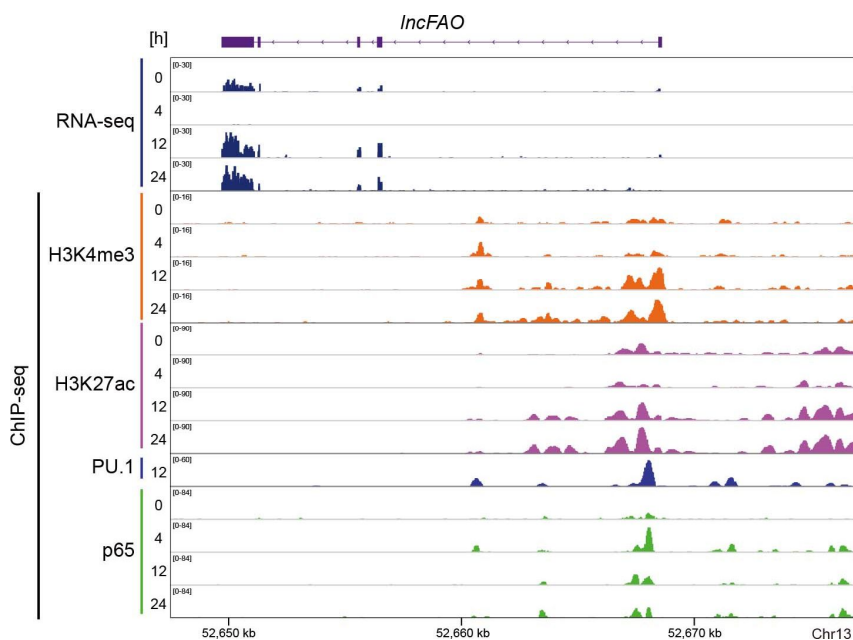 lncFAO
[h]
RNA-seq
0 [0-30]
4 [0-30]
12 [0-30]
24 [0-30]
ChIP-seq
H3K4me3
0 [0-16]
4 [0-16]
12 [0-16]
24 [0-16]
H3K27ac
0 [0-90]
4 [0-90]
12 [0-90]
24 [0-90]
PU.1
12 [0-60]
p65
0 [0-84]
4 [0-84]
12 [0-84]
24 [0-84]
52,650 kb 52,660 kb 52,670 kb Chr13